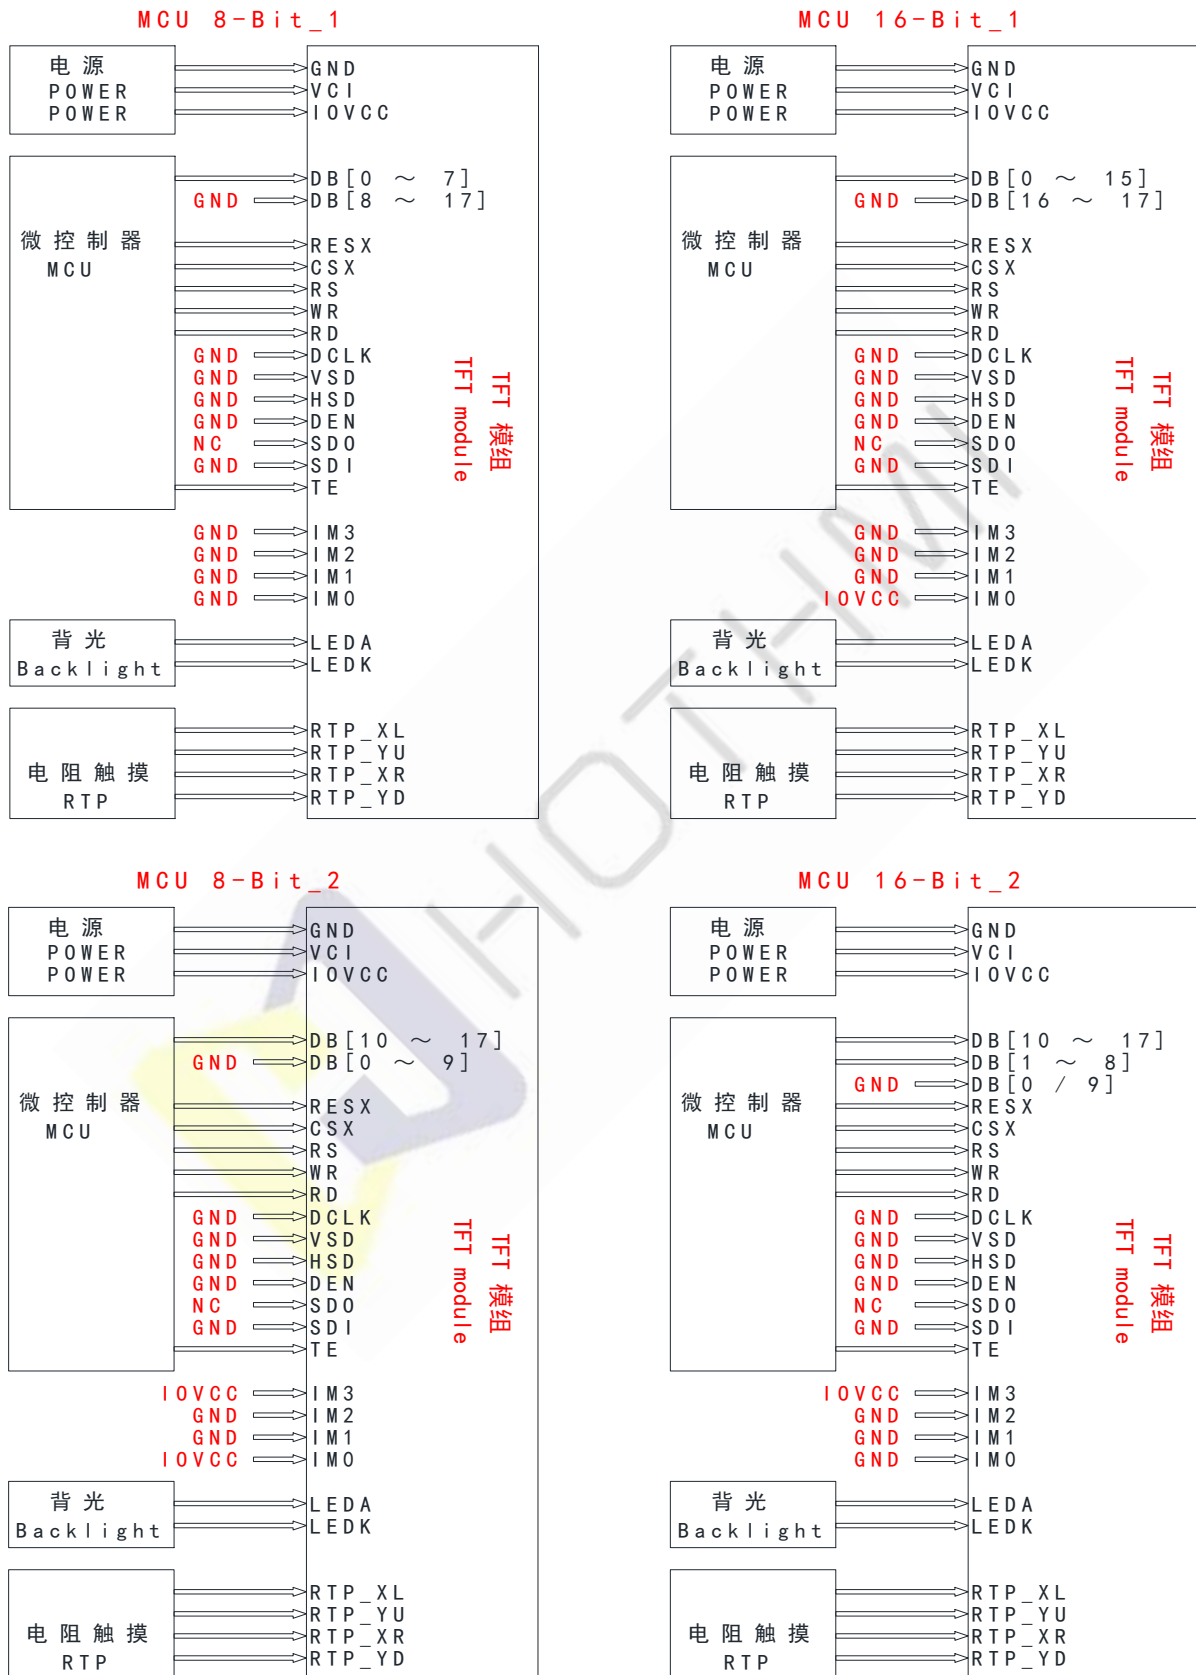 MCU 8-Bit_1
电源
POWER
POWER
GND
VCI
IOVCC
微控制器
MCU
DB[0 ～ 7]
GND DB[8 ～ 17]
RESX
CSX
RS
WR
RD
GND DCLK
GND VSD
GND HSD
GND DEN
NC SDO
GND SDI
TE
TFT 模组
TFT module
GND IM3
GND IM2
GND IM1
GND IM0
背光
Backlight
LEDA
LEDK
电阻触摸
RTP
RTP_XL
RTP_YU
RTP_XR
RTP_YD
MCU 16-Bit_1
电源
POWER
POWER
GND
VCI
IOVCC
微控制器
MCU
DB[0 ～ 15]
GND DB[16 ～ 17]
RESX
CSX
RS
WR
RD
GND DCLK
GND VSD
GND HSD
GND DEN
NC SDO
GND SDI
TE
TFT 模组
TFT module
GND IM3
GND IM2
GND IM1
IOVCC IM0
背光
Backlight
LEDA
LEDK
电阻触摸
RTP
RTP_XL
RTP_YU
RTP_XR
RTP_YD
MCU 8-Bit_2
电源
POWER
POWER
GND
VCI
IOVCC
微控制器
MCU
DB[10 ～ 17]
GND DB[0 ～ 9]
RESX
CSX
RS
WR
RD
GND DCLK
GND VSD
GND HSD
GND DEN
NC SDO
GND SDI
TE
TFT 模组
TFT module
IOVCC IM3
GND IM2
GND IM1
IOVCC IM0
背光
Backlight
LEDA
LEDK
电阻触摸
RTP
RTP_XL
RTP_YU
RTP_XR
RTP_YD
MCU 16-Bit_2
电源
POWER
POWER
GND
VCI
IOVCC
微控制器
MCU
DB[10 ～ 17]
DB[1 ～ 8]
GND DB[0 / 9]
RESX
CSX
RS
WR
RD
GND DCLK
GND VSD
GND HSD
GND DEN
NC SDO
GND SDI
TE
TFT 模组
TFT module
IOVCC IM3
GND IM2
GND IM1
GND IM0
背光
Backlight
LEDA
LEDK
电阻触摸
RTP
RTP_XL
RTP_YU
RTP_XR
RTP_YD
HOTHMI